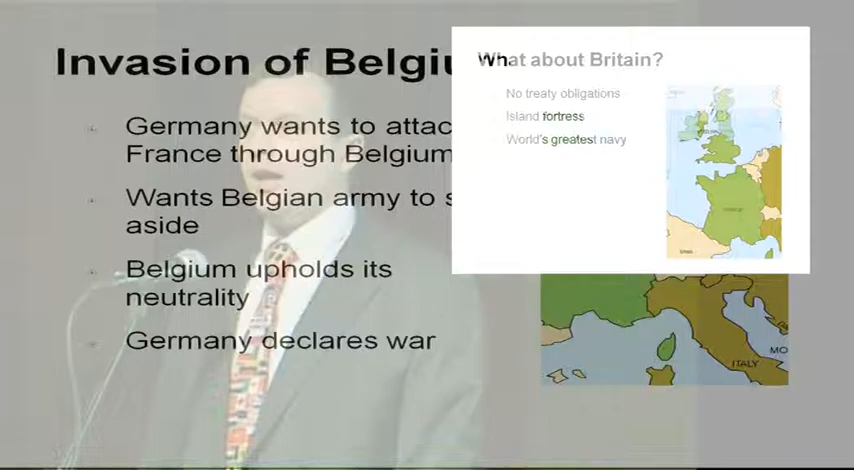 Invasion of Belgiu
Germany wants to attac
France through Belgium
Wants Belgian army to s
aside
Belgium upholds its
neutrality
Germany declares war
What about Britain?
No treaty obligations
Island fortress
World's greatest navy
ITALY
MO